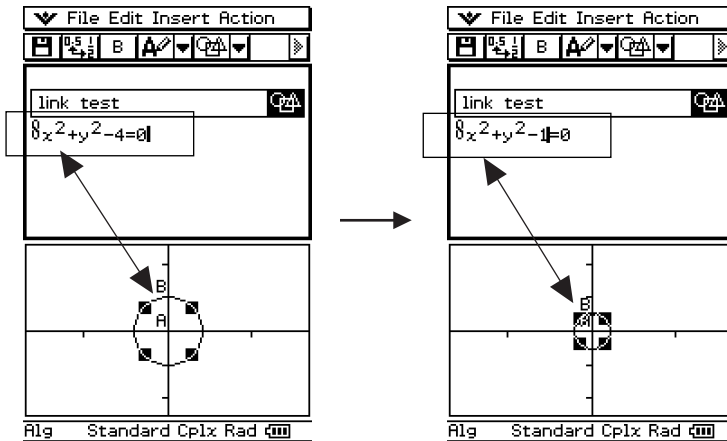 File Edit Insert Action
B
link test
x²+y²-4=0
B
A
Alg Standard Cplx Rad
File Edit Insert Action
B
link test
x²+y²-1=0
B
A
Alg Standard Cplx Rad